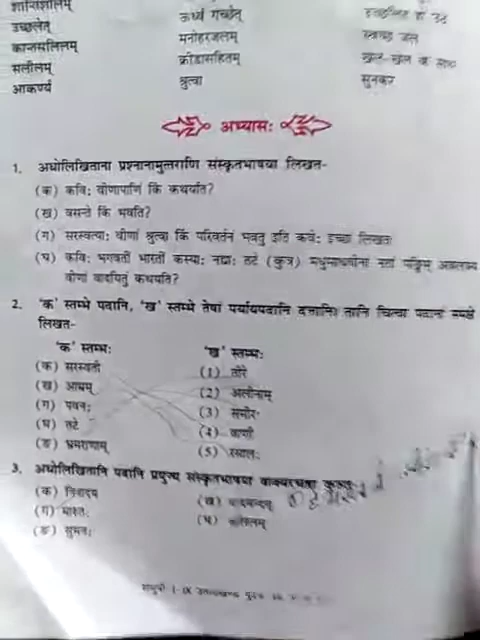 शान्तिशीलम्
उच्छलेत् ऊर्ध्वं गच्छेत्
कान्तसलिलम् मनोहरजलम् स्वच्छ जल
सलीलम् क्रीडासहितम् खेल-खेल के साथ
आकर्ण्य श्रुत्वा सुनकर
अभ्यासः
1. अधोलिखितानां प्रश्नानामुत्तराणि संस्कृतभाषया लिखत-
(क) कविः वीणापाणिं किं कथयति?
(ख) वसन्ते किं भवति?
(ग) सरस्वत्याः वीणां श्रुत्वा किं परिवर्तनं भवतु इति कवेः इच्छां लिखत।
(घ) कविः भगवतीं भारतीं कस्याः नद्याः तटे (कुत्र) मधुमाधवीनां नतां पङ्क्तिम् अवलोक्य
वीणां वादयितुं कथयति?
2. 'क' स्तम्भे पदानि, 'ख' स्तम्भे तेषां पर्यायपदानि दत्तानि। तानि चित्वा पदानां समक्षे
लिखत-
'क' स्तम्भः 'ख' स्तम्भः
(क) सरस्वती (1) तीरे
(ख) आम्रम् (2) अलीनाम्
(ग) पवनः (3) समीरः
(घ) तटे (4) वाणी
(ङ) भ्रमराणाम् (5) रसालः
3. अधोलिखितानि पदानि प्रयुज्य संस्कृतभाषया वाक्यरचनां कुरुत-
(क) निनादय (ख) मन्दमन्दम्
(ग) मारुतः (घ) सलिलम्
(ङ) सुमनः